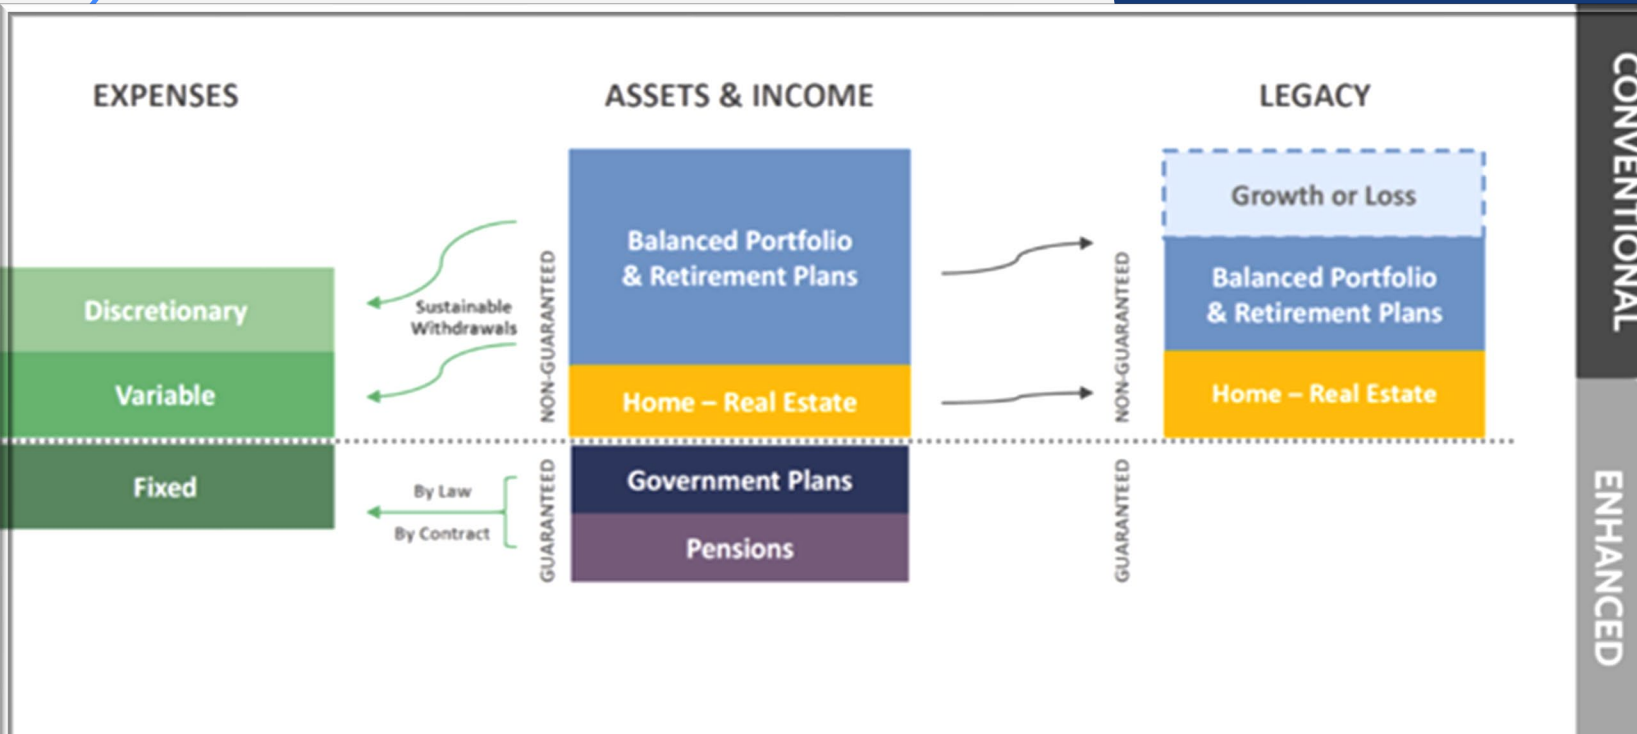 EXPENSES
ASSETS & INCOME
LEGACY
CONVENTIONAL
ENHANCED
Discretionary
Variable
Fixed
Sustainable
Withdrawals
By Law
By Contract
NON-GUARANTEED
GUARANTEED
Balanced Portfolio
& Retirement Plans
Home – Real Estate
Government Plans
Pensions
NON-GUARANTEED
GUARANTEED
Growth or Loss
Balanced Portfolio
& Retirement Plans
Home – Real Estate